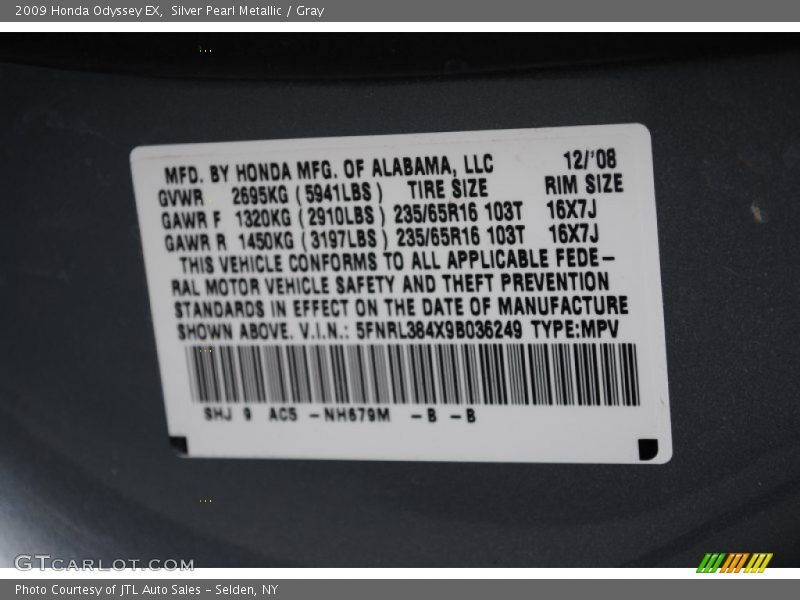 2009 Honda Odyssey EX,  Silver Pearl Metallic / Gray
MFD. BY HONDA MFG. OF ALABAMA, LLC 12/'08
GVWR 2695KG (5941LBS) TIRE SIZE RIM SIZE
GAWR F 1320KG (2910LBS) 235/65R16 103T 16X7J
GAWR R 1450KG (3197LBS) 235/65R16 103T 16X7J
THIS VEHICLE CONFORMS TO ALL APPLICABLE FEDE-
RAL MOTOR VEHICLE SAFETY AND THEFT PREVENTION
STANDARDS IN EFFECT ON THE DATE OF MANUFACTURE
SHOWN ABOVE. V.I.N.: 5FNRL384X9B036249 TYPE:MPV
SHJ 9 AC5 -NH679M -B -B
GTCARLOT.COM
Photo Courtesy of JTL Auto Sales - Selden, NY